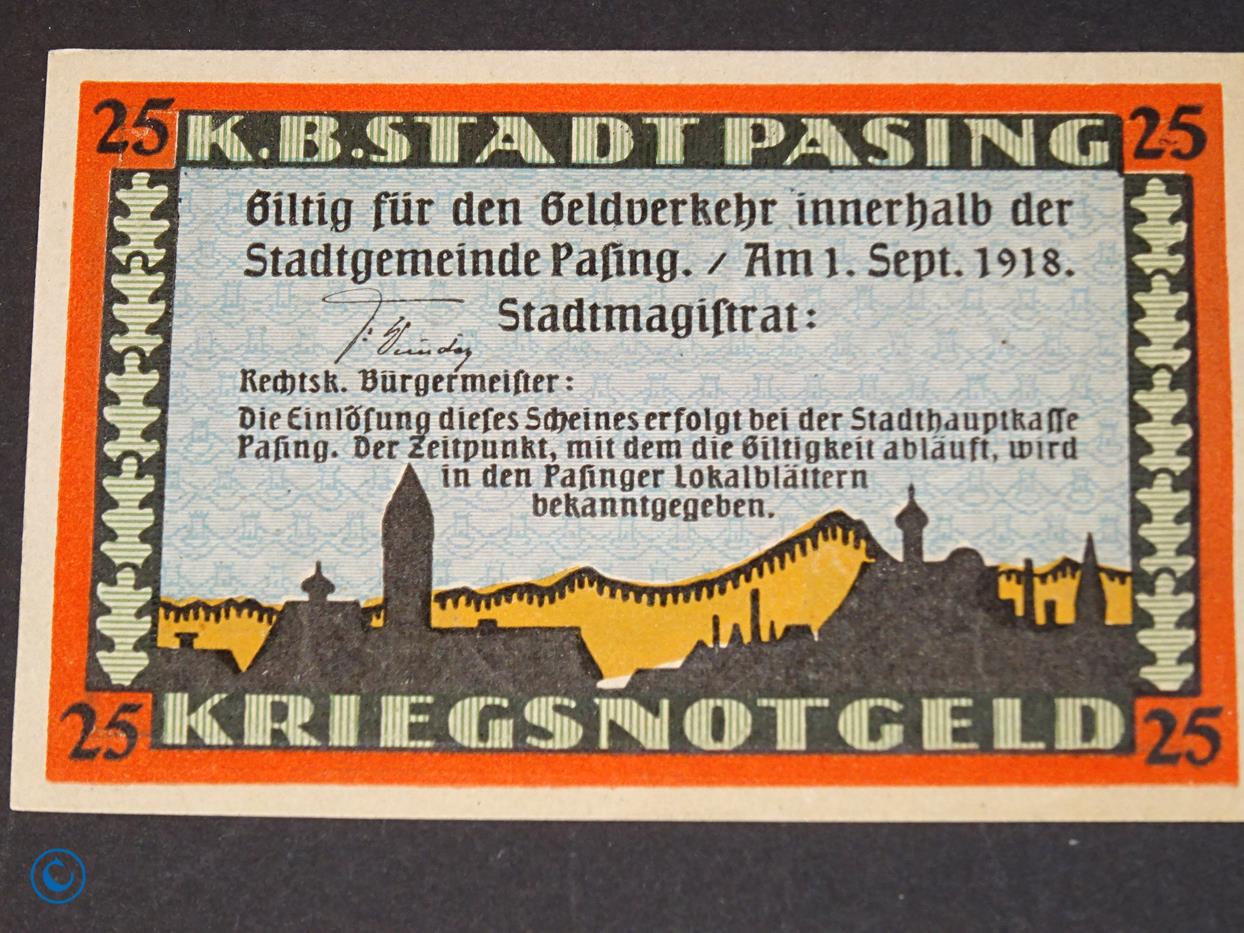 25 K.B.STADT PASING 25
Giltig für den Geldverkehr innerhalb der
Stadtgemeinde Paſing. / Am 1. Sept. 1918.
Stadtmagiſtrat:
Rechtsk. Bürgermeiſter:
Die Einlöſung dieſes Scheines erfolgt bei der Stadthauptkaſſe
Paſing. Der Zeitpunkt, mit dem die Giltigkeit abläuft, wird
in den Paſinger Lokalblättern
bekanntgegeben.
25 KRIEGSNOTGELD 25
©